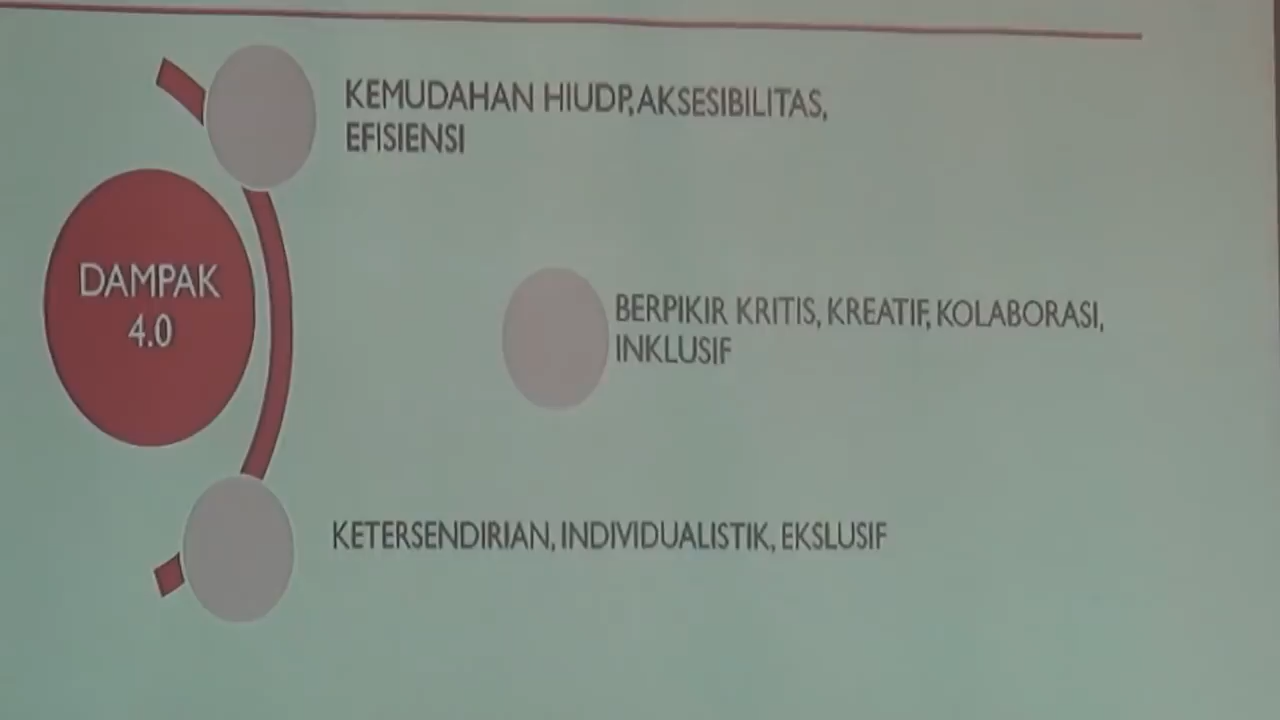 KEMUDAHAN HIUDP, AKSESIBILITAS,
EFISIENSI
DAMPAK
4.0
BERPIKIR KRITIS, KREATIF, KOLABORASI,
INKLUSIF
KETERSENDIRIAN, INDIVIDUALISTIK, EKSLUSIF